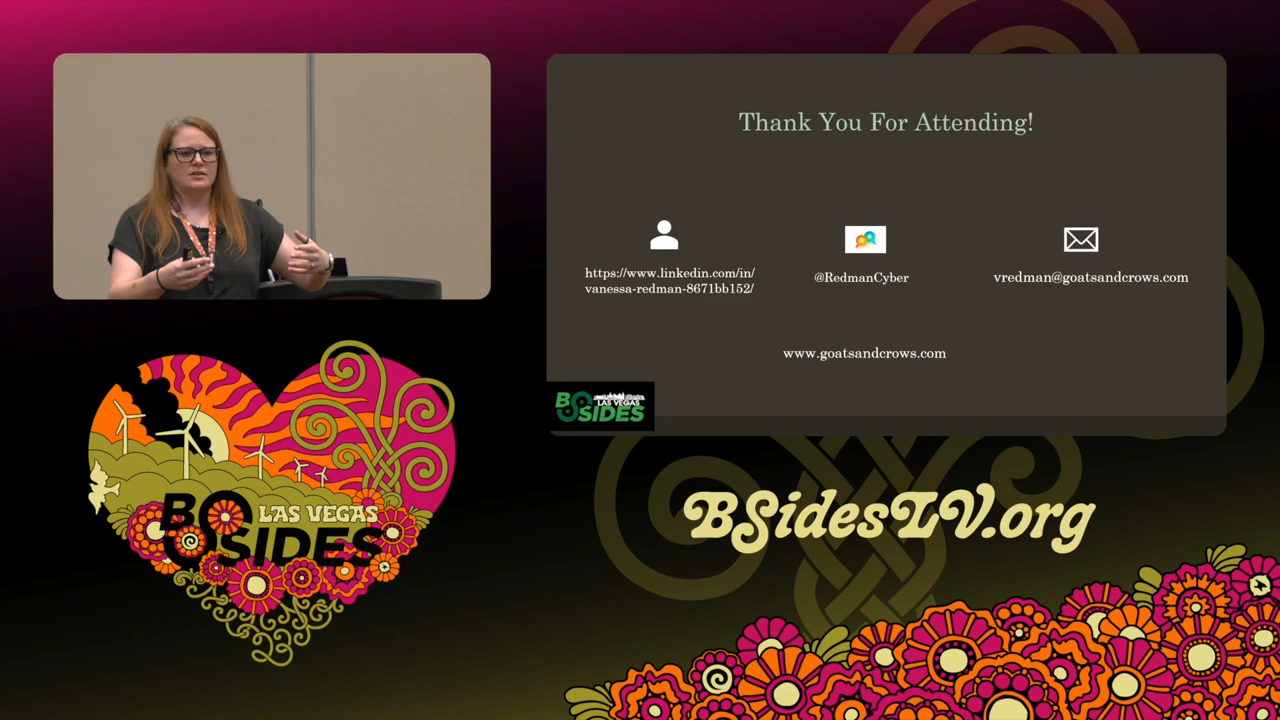 Thank You For Attending!
https://www.linkedin.com/in/
vanessa-redman-8671bb152/
@RedmanCyber
vredman@goatsandcrows.com
www.goatsandcrows.com
BSIDES
LAS VEGAS
BSides
LAS VEGAS
BSidesLV.org